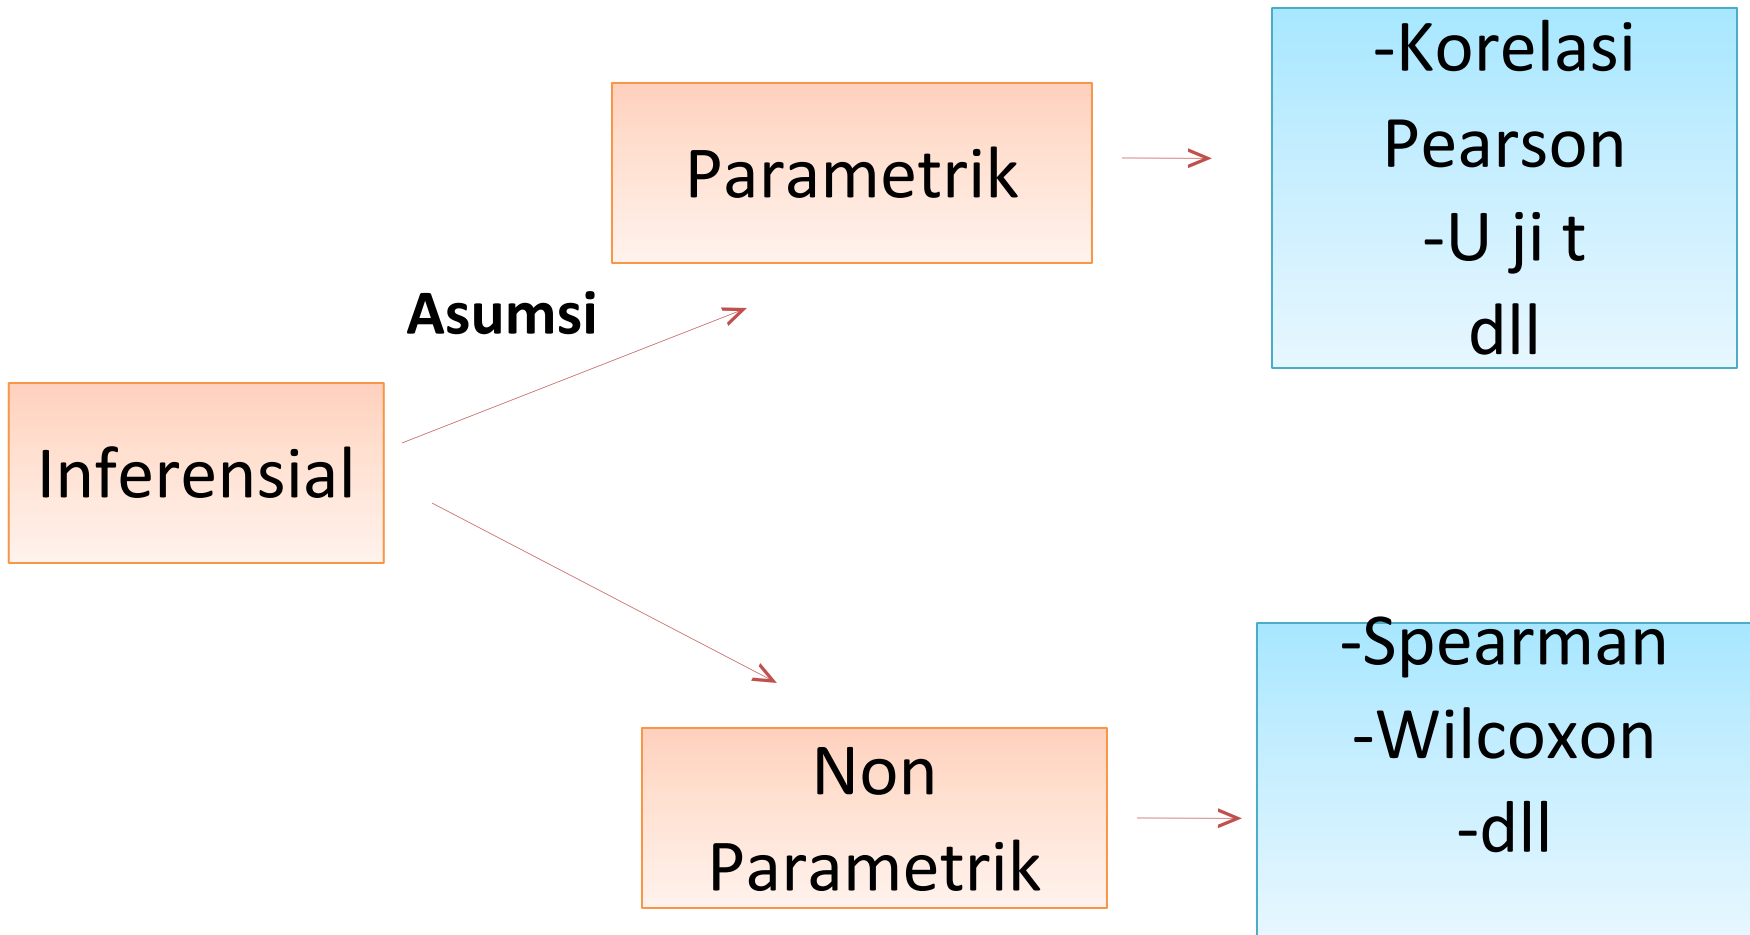 Inferensial
Asumsi
Parametrik
-Korelasi
Pearson
-U ji t
dll
Non
Parametrik
-Spearman
-Wilcoxon
-dll